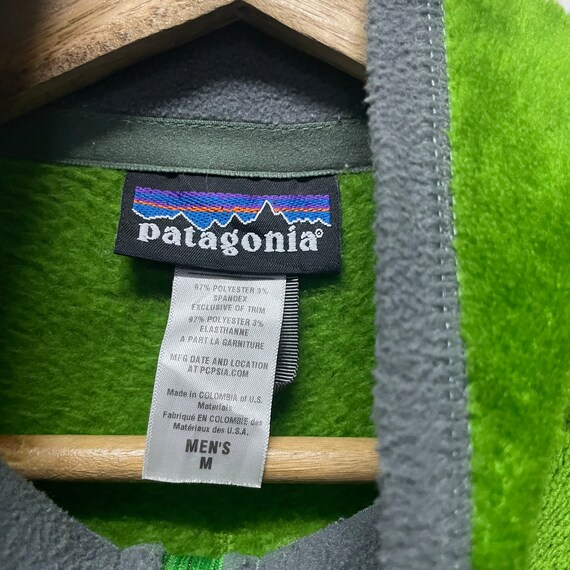 patagonia®
97% POLYESTER 3%
SPANDEX
EXCLUSIVE OF TRIM
97% POLYESTER 3%
ELASTHANNE
A PART LA GARNITURE
MFG DATE AND LOCATION
AT PCPSIA.COM
Made in COLOMBIA of U.S.
Materials
Fabriqué EN COLOMBIE des
Matériaux des U.S.A.
MEN'S
M